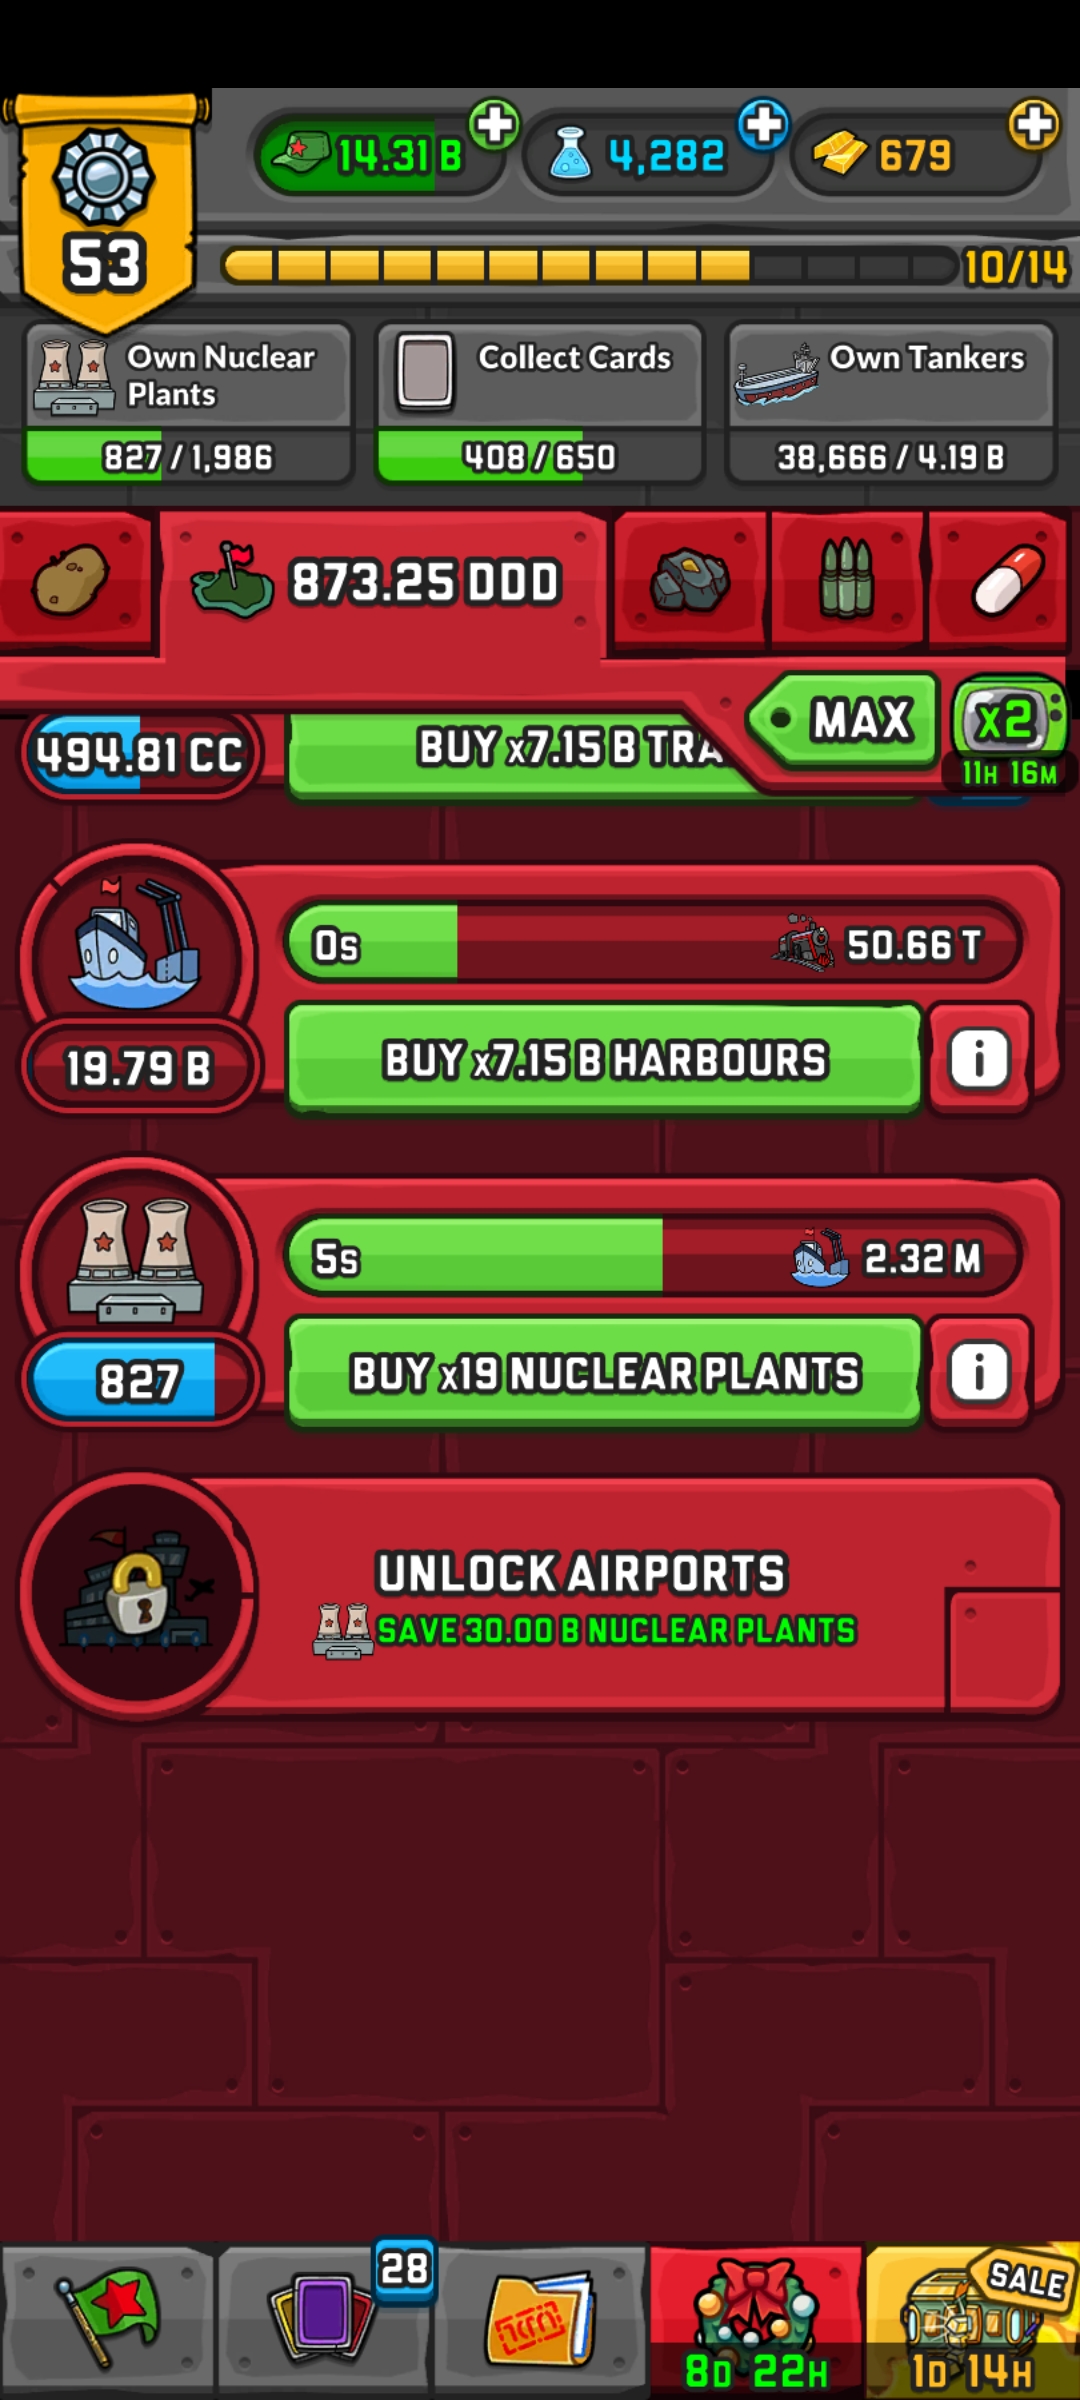 14.31 B
4,282
679
53
10/14
Own Nuclear
Plants
827 / 1,986
Collect Cards
408 / 650
Own Tankers
38,666 / 4.19 B
873.25 DDD
MAX
x2
11H 16M
494.81 CC
BUY x7.15 B TRA
0s
50.66 T
19.79 B
BUY x7.15 B HARBOURS
i
5s
2.32 M
827
BUY x19 NUCLEAR PLANTS
i
UNLOCK AIRPORTS
SAVE 30.00 B NUCLEAR PLANTS
28
8D 22H
SALE
1D 14H